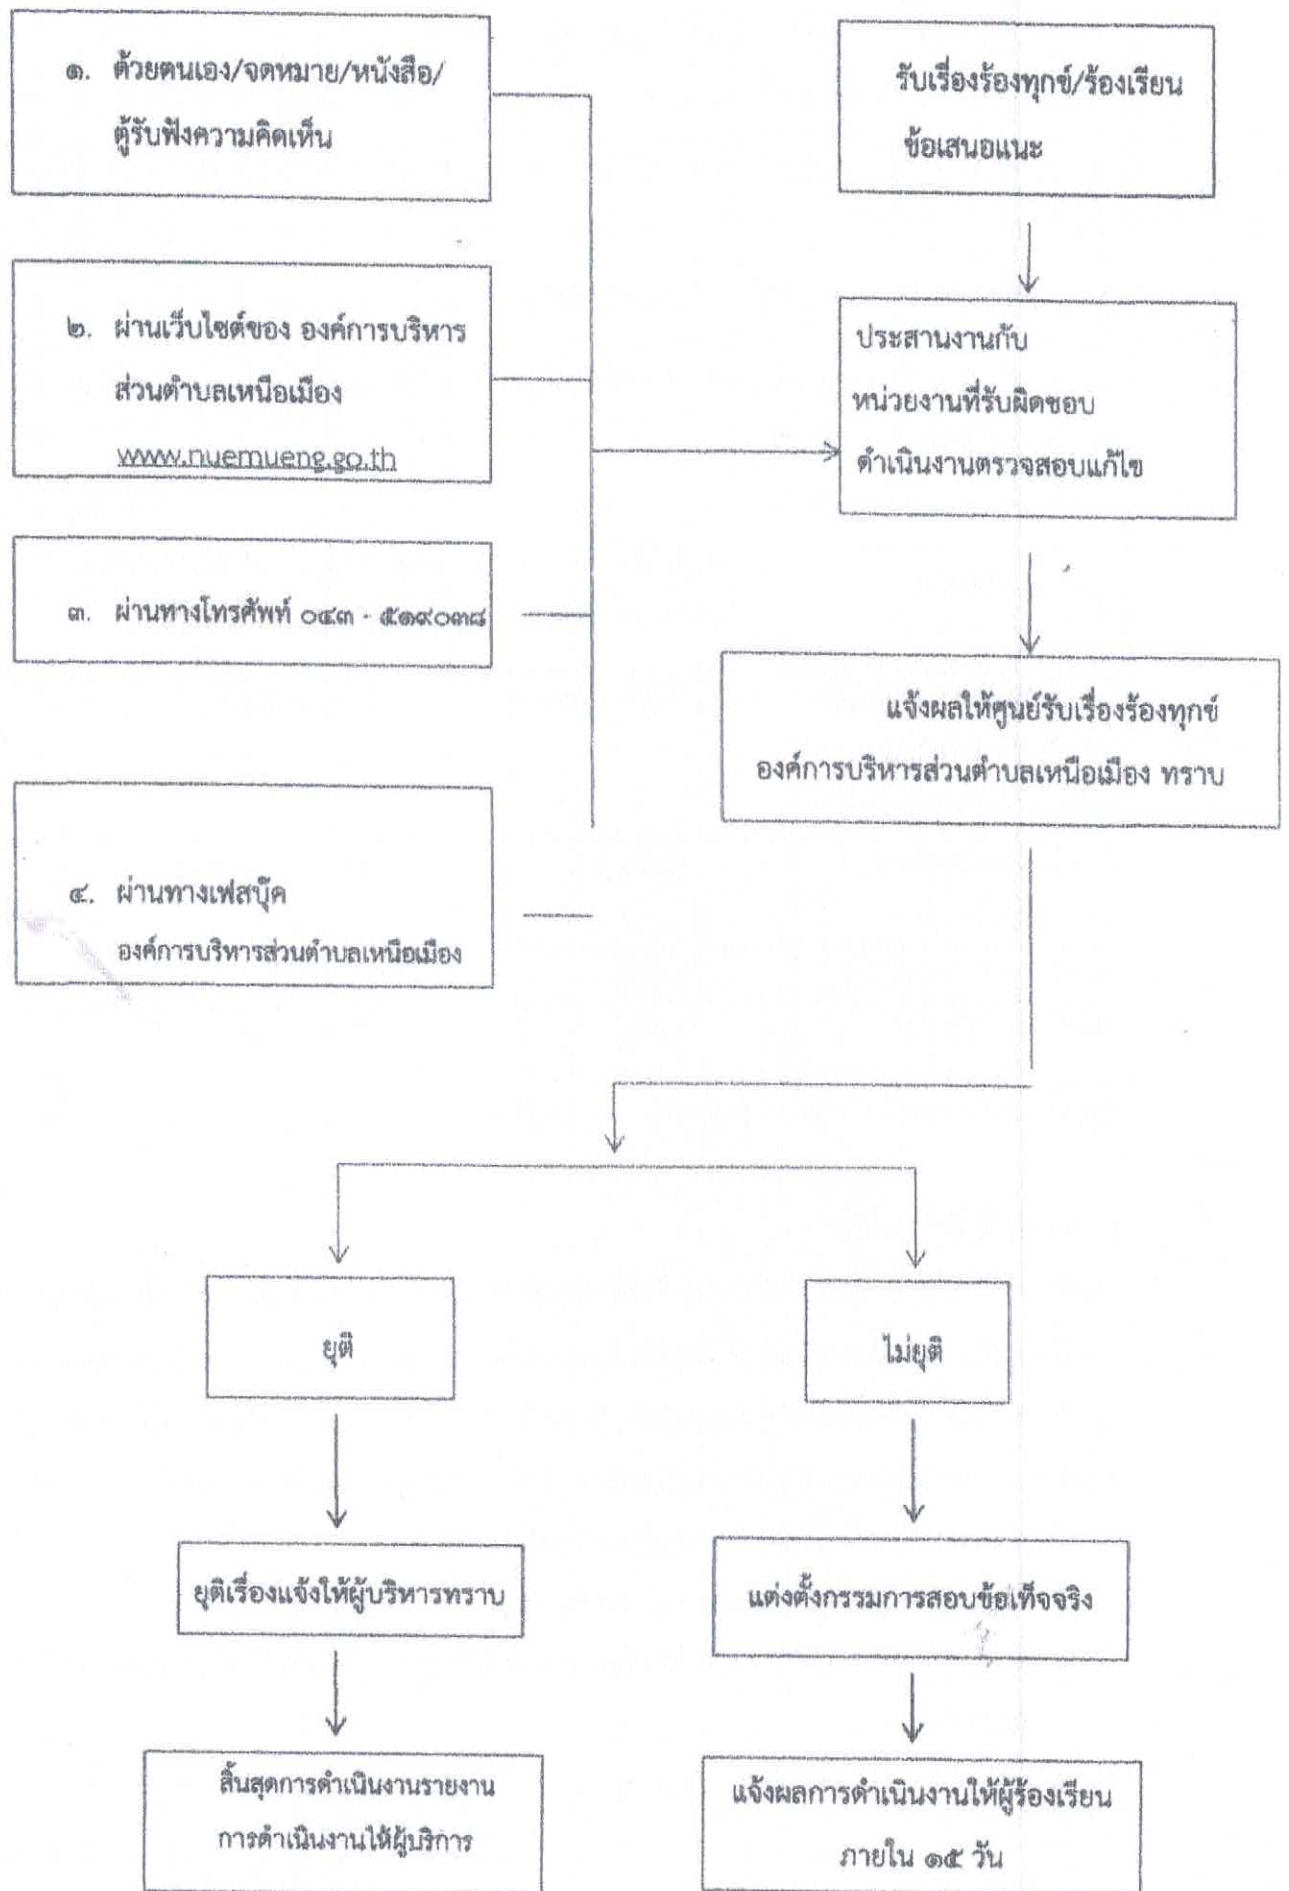 ๑. ด้วยตนเอง/จดหมาย/หนังสือ/
ตู้รับฟังความคิดเห็น
รับเรื่องร้องทุกข์/ร้องเรียน
ข้อเสนอแนะ
๒. ผ่านเว็บไซต์ของ องค์การบริหาร
ส่วนตำบลเหนือเมือง
www.nuemueng.go.th
ประสานงานกับ
หน่วยงานที่รับผิดชอบ
ดำเนินงานตรวจสอบแก้ไข
๓. ผ่านทางโทรศัพท์ ๐๔๓ - ๕๑๙๐๓๘
แจ้งผลให้ศูนย์รับเรื่องร้องทุกข์
องค์การบริหารส่วนตำบลเหนือเมือง ทราบ
๔. ผ่านทางเฟสบุ๊ค
องค์การบริหารส่วนตำบลเหนือเมือง
ยุติ
ไม่ยุติ
ยุติเรื่องแจ้งให้ผู้บริหารทราบ
แต่งตั้งกรรมการสอบข้อเท็จจริง
สิ้นสุดการดำเนินงานรายงาน
การดำเนินงานให้ผู้บริการ
แจ้งผลการดำเนินงานให้ผู้ร้องเรียน
ภายใน ๑๕ วัน